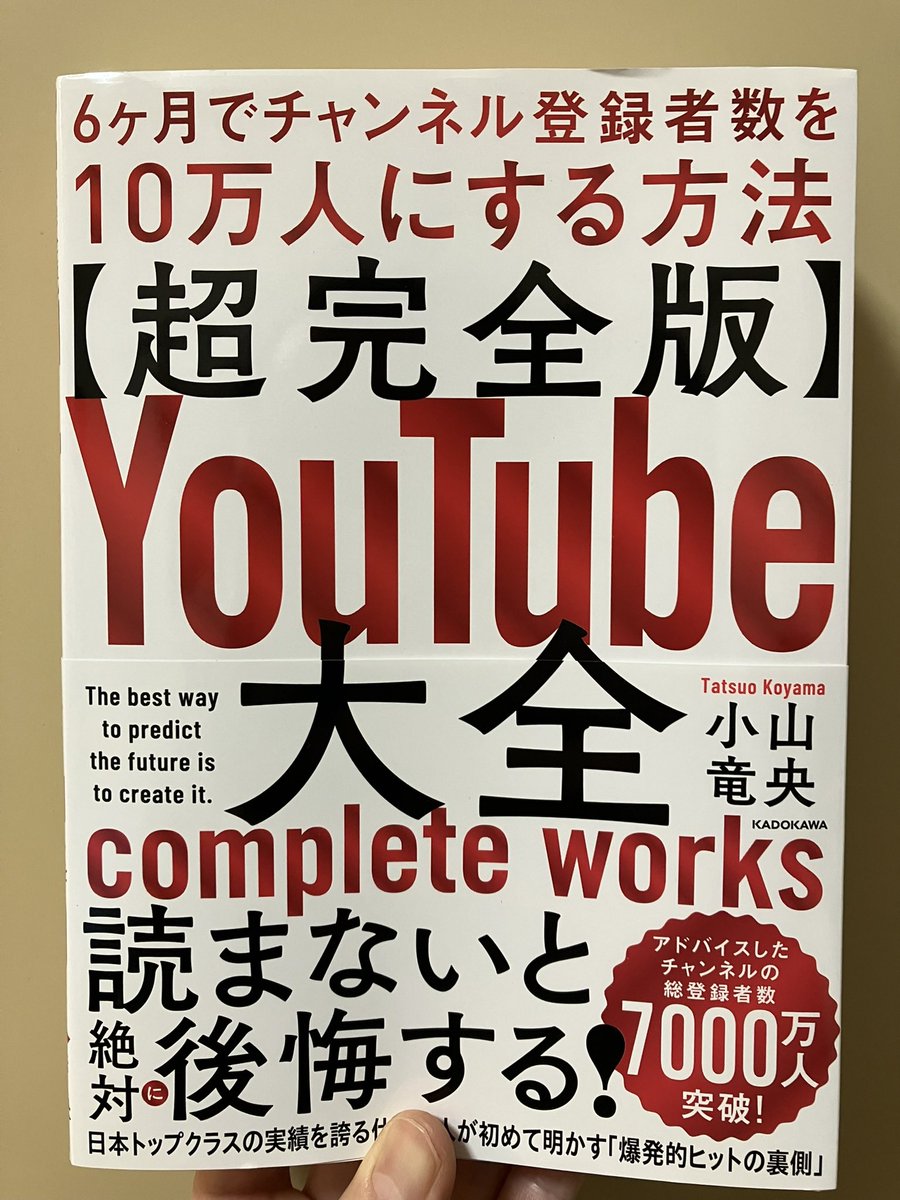 6ヶ月でチャンネル登録者数を
10万人にする方法
【超完全版】
YouTube
大全
The best way
to predict
the future is
to create it.
Tatsuo Koyama
小山
竜央
KADOKAWA
complete works
読まないと
絶対に後悔する!
アドバイスした
チャンネルの
総登録者数
7000万人
突破!
日本トップクラスの実績を誇る仕 人が初めて明かす「爆発的ヒットの裏側」